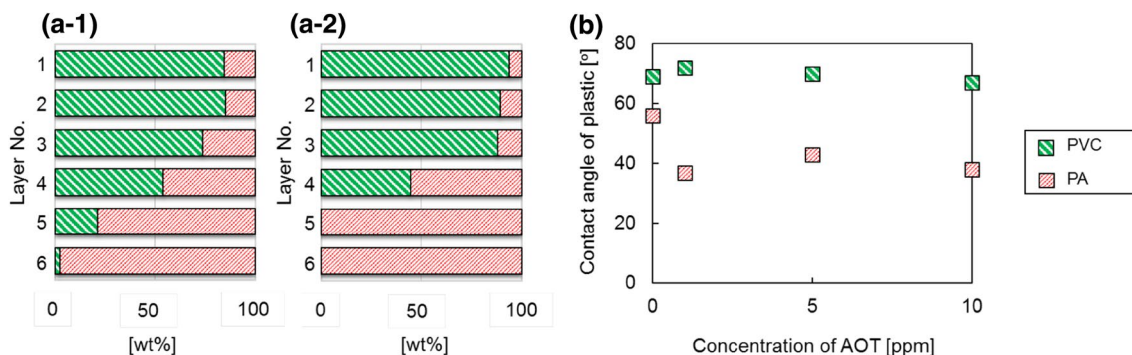 (a-1)
1
2
3
4
5
6
Layer No.
0 50 100
[wt%]
(a-2)
1
2
3
4
5
6
Layer No.
0 50 100
[wt%]
(b)
80
60
40
20
0
Contact angle of plastic [º]
0 5 10
Concentration of AOT [ppm]
PVC
PA